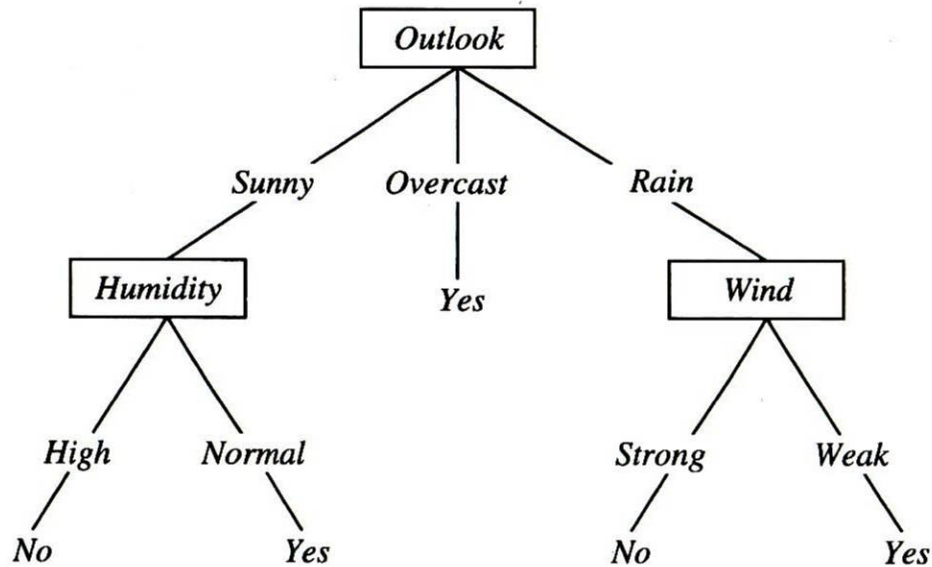 Outlook
Sunny Overcast Rain
Humidity Yes Wind
High Normal Strong Weak
No Yes No Yes